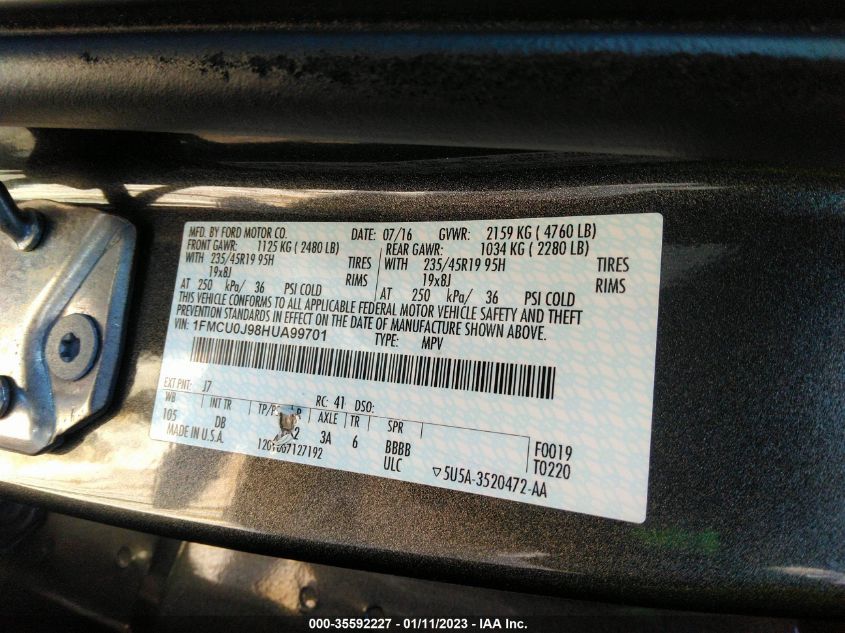 MFD. BY FORD MOTOR CO. DATE: 07/16 GVWR: 2159 KG ( 4760 LB)
FRONT GAWR: 1125 KG ( 2480 LB) REAR GAWR: 1034 KG ( 2280 LB)
WITH 235/45R19 95H TIRES WITH 235/45R19 95H TIRES
19x8J RIMS 19x8J RIMS
AT 250 kPa/ 36 PSI COLD AT 250 kPa/ 36 PSI COLD
THIS VEHICLE CONFORMS TO ALL APPLICABLE FEDERAL MOTOR VEHICLE SAFETY AND THEFT
PREVENTION STANDARDS IN EFFECT ON THE DATE OF MANUFACTURE SHOWN ABOVE.
VIN: 1FMCU0J98HUA99701 TYPE: MPV
EXT PNT: J7 RC: 41 DSO:
WB INT TR TP/PS R AXLE TR SPR
105 DB 2 3A 6 BBBB F0019
MADE IN U.S.A. ULC T0220
▽5U5A-3520472-AA
000-35592227 - 01/11/2023 - IAA Inc.